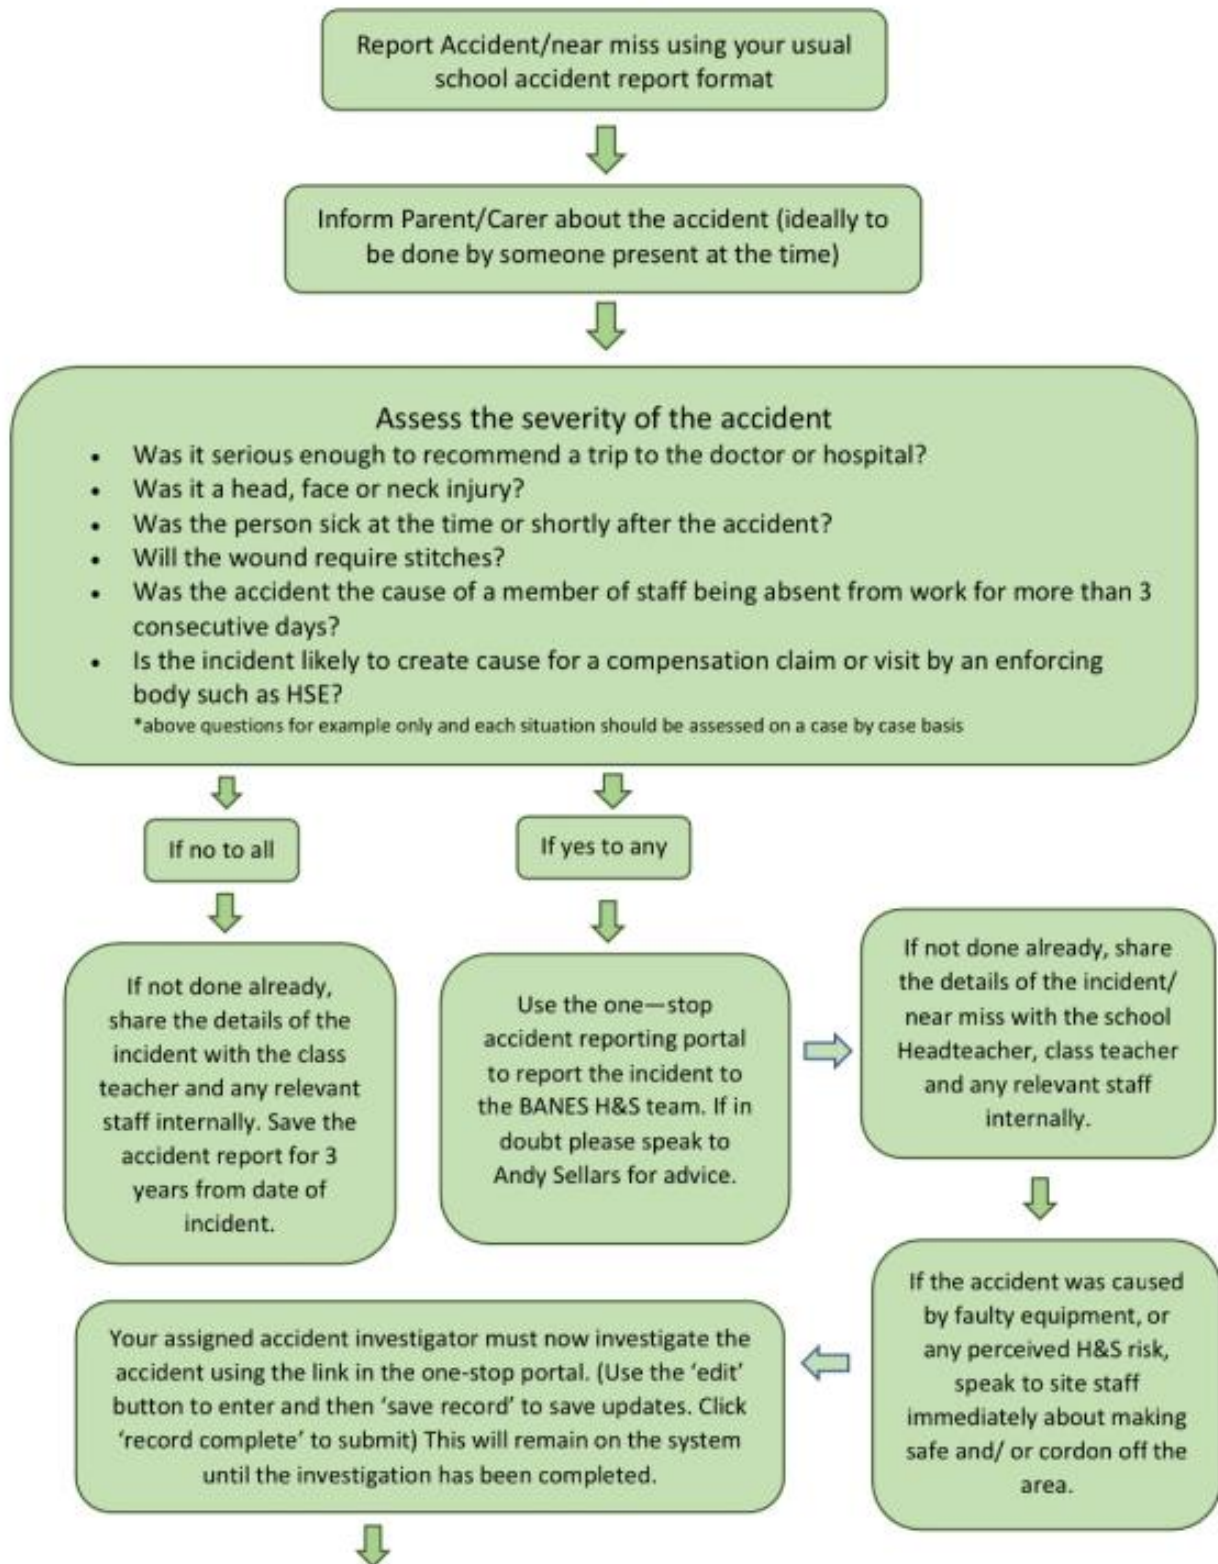 Report Accident/near miss using your usual
school accident report format
Inform Parent/Carer about the accident (ideally to
be done by someone present at the time)
Assess the severity of the accident
• Was it serious enough to recommend a trip to the doctor or hospital?
• Was it a head, face or neck injury?
• Was the person sick at the time or shortly after the accident?
• Will the wound require stitches?
• Was the accident the cause of a member of staff being absent from work for more than 3
consecutive days?
• Is the incident likely to create cause for a compensation claim or visit by an enforcing
body such as HSE?
*above questions for example only and each situation should be assessed on a case by case basis
If no to all
If yes to any
If not done already,
share the details of the
incident with the class
teacher and any relevant
staff internally. Save the
accident report for 3
years from date of
incident.
Use the one—stop
accident reporting portal
to report the incident to
the BANES H&S team. If in
doubt please speak to
Andy Sellars for advice.
If not done already, share
the details of the incident/
near miss with the school
Headteacher, class teacher
and any relevant staff
internally.
If the accident was caused
by faulty equipment, or
any perceived H&S risk,
speak to site staff
immediately about making
safe and/ or cordon off the
area.
Your assigned accident investigator must now investigate the
accident using the link in the one-stop portal. (Use the ‘edit’
button to enter and then ‘save record’ to save updates. Click
‘record complete’ to submit) This will remain on the system
until the investigation has been completed.